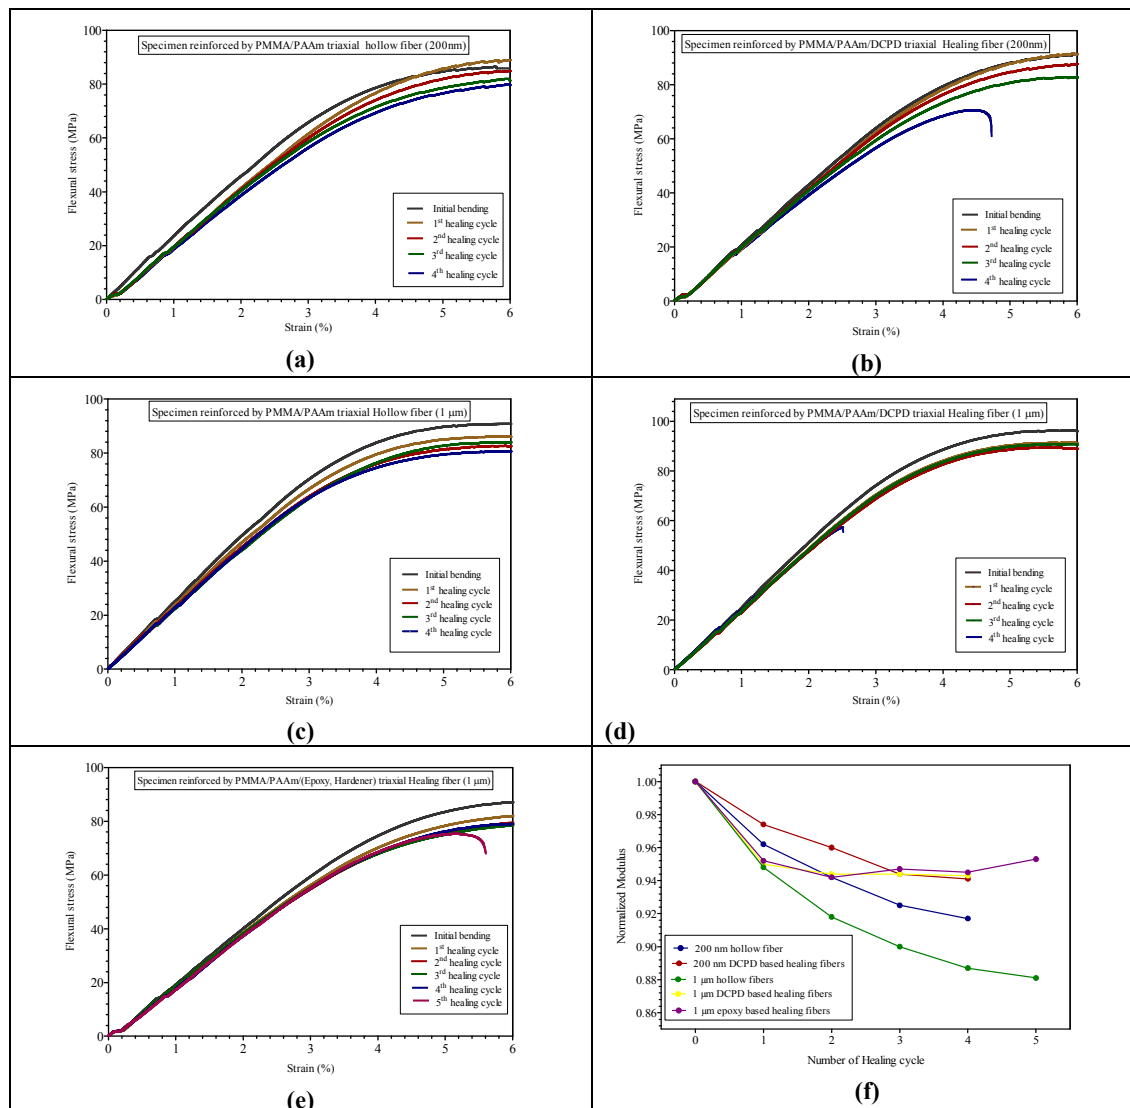 Specimen reinforced by PMMA/PAAm triaxial hollow fiber (200nm)
Flexural stress (MPa)
100
80
60
40
20
0
0 1 2 3 4 5 6
Strain (%)
Initial bending
1st healing cycle
2nd healing cycle
3rd healing cycle
4th healing cycle
(a)
Specimen reinforced by PMMA/PAAm/DCPD triaxial Healing fiber (200nm)
Flexural stress (MPa)
100
80
60
40
20
0
0 1 2 3 4 5 6
Strain (%)
Initial bending
1st healing cycle
2nd healing cycle
3rd healing cycle
4th healing cycle
(b)
Specimen reinforced by PMMA/PAAm triaxial Hollow fiber (1 μm)
Flexural stress (MPa)
100
80
60
40
20
0
0 1 2 3 4 5 6
Strain (%)
Initial bending
1st healing cycle
2nd healing cycle
3rd healing cycle
4th healing cycle
(c)
Specimen reinforced by PMMA/PAAm/DCPD triaxial Healing fiber (1 μm)
Flexural stress (MPa)
100
80
60
40
20
0
0 1 2 3 4 5 6
Strain (%)
Initial bending
1st healing cycle
2nd healing cycle
3rd healing cycle
4th healing cycle
(d)
Specimen reinforced by PMMA/PAAm/(Epoxy, Hardener) triaxial Healing fiber (1 μm)
Flexural stress (MPa)
100
80
60
40
20
0
0 1 2 3 4 5 6
Strain (%)
Initial bending
1st healing cycle
2nd healing cycle
3rd healing cycle
4th healing cycle
5th healing cycle
(e)
Normalized Modulus
1.00
0.98
0.96
0.94
0.92
0.90
0.88
0.86
0 1 2 3 4 5
Number of Healing cycle
200 nm hollow fiber
200 nm DCPD based healing fibers
1 μm hollow fibers
1 μm DCPD based healing fibers
1 μm epoxy based healing fibers
(f)